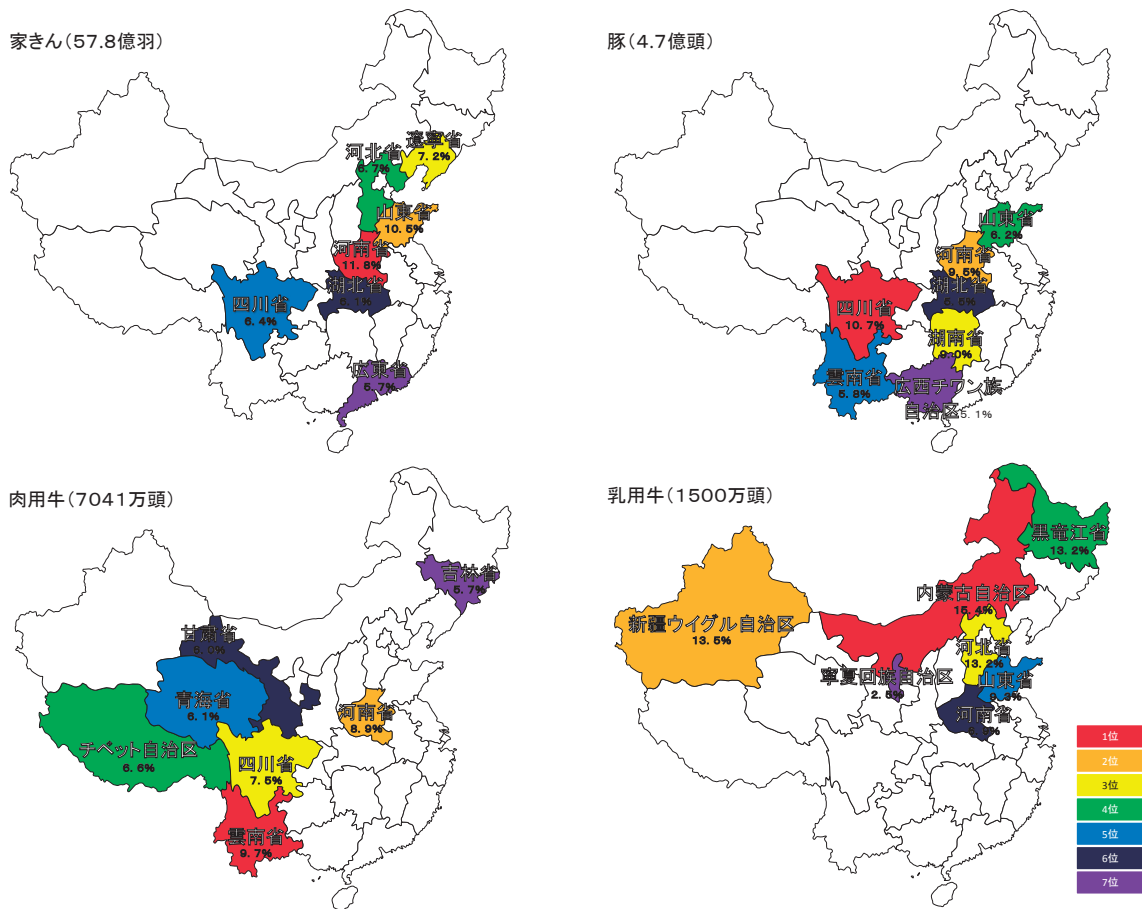 家きん(57.8億羽)
遼寧省
7.2%
河北省
6.7%
山東省
10.5%
河南省
11.8%
湖北省
6.1%
四川省
6.4%
広東省
5.7%
豚(4.7億頭)
山東省
6.2%
河南省
9.5%
湖北省
四川省
10.7%
湖南省
9.0%
雲南省
5.8%
広西チワン族
自治区5.1%
肉用牛(7041万頭)
吉林省
5.7%
甘粛省
6.0%
青海省
6.1%
河南省
8.9%
チベット自治区
6.6%
四川省
7.5%
雲南省
9.7%
乳用牛(1500万頭)
黒竜江省
13.2%
内蒙古自治区
15.4%
新疆ウイグル自治区
13.5%
河北省
13.2%
寧夏回族自治区
2.5%
山東省
9.3%
河南省
1位
2位
3位
4位
5位
6位
7位